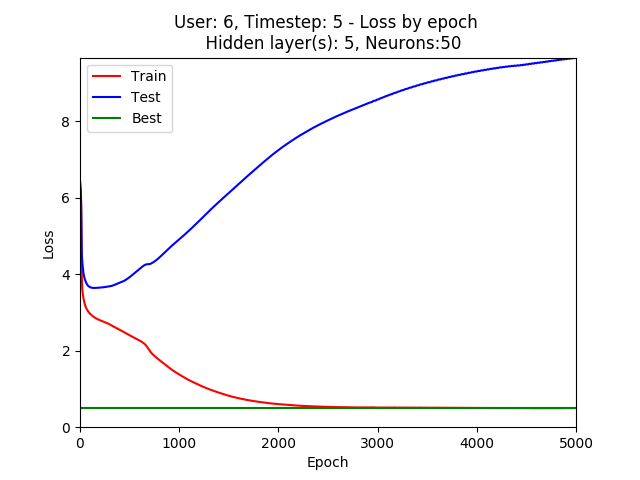 User: 6, Timestep: 5 - Loss by epoch
Hidden layer(s): 5, Neurons:50
Train
Test
Best
Loss
8
6
4
2
0
0 1000 2000 3000 4000 5000
Epoch